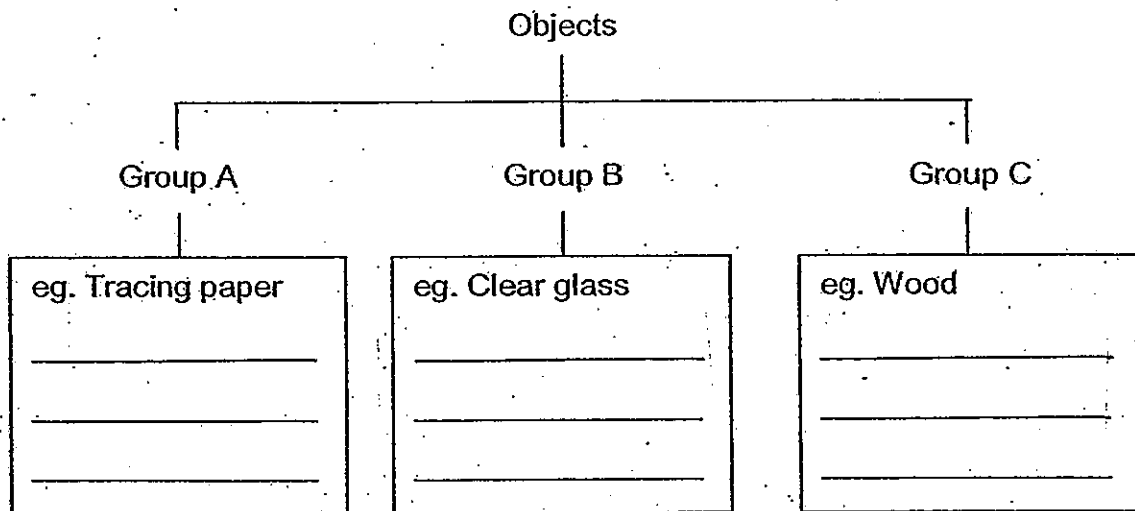 Objects
Group A
Group B
Group C
eg. Tracing paper
eg. Clear glass
eg. Wood